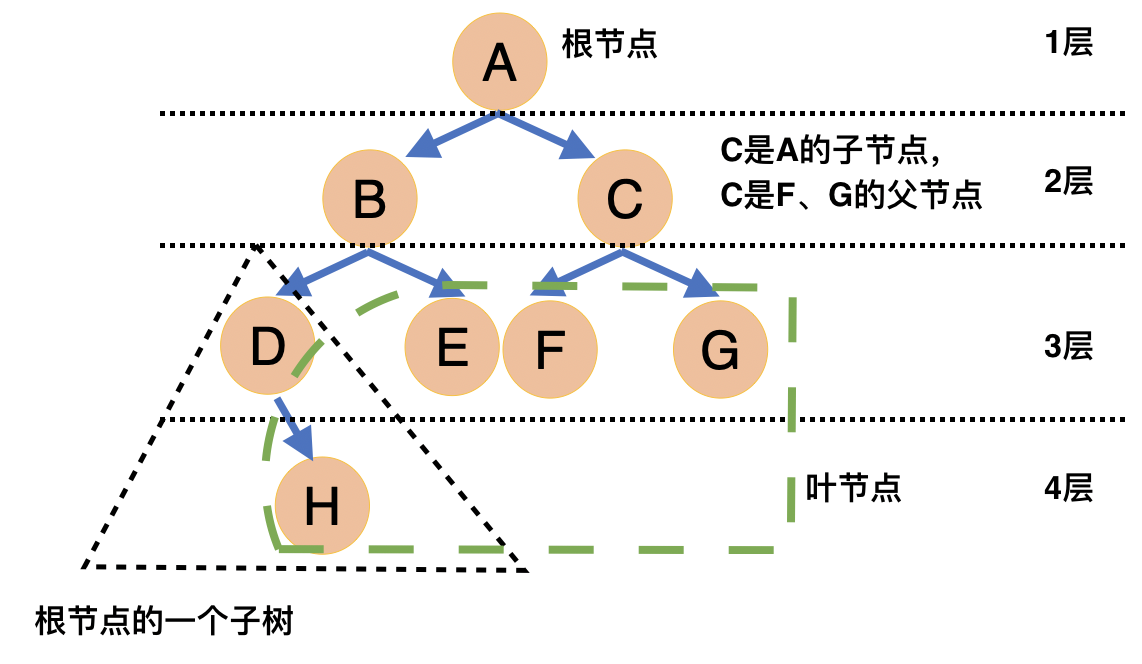 A 根节点 1层
C是A的子节点，
B C C是F、G的父节点 2层
D E F G 3层
H 叶节点 4层
根节点的一个子树